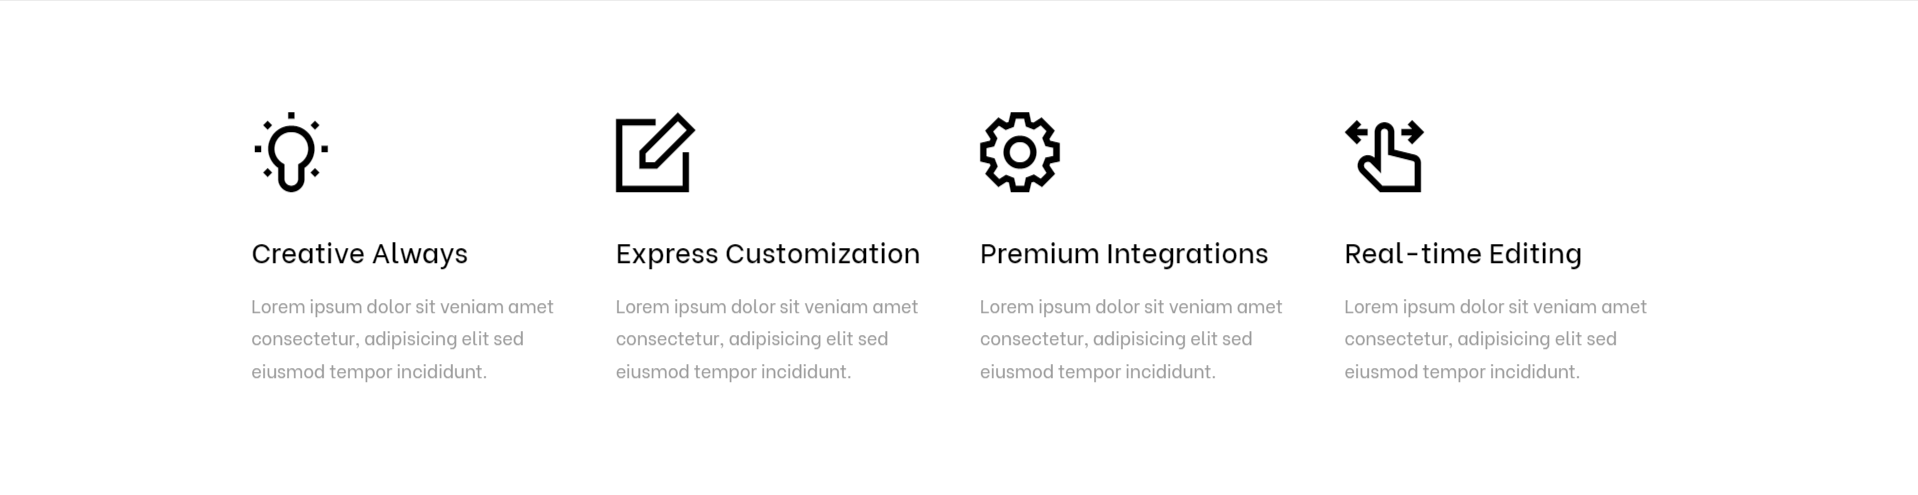 Creative Always
Lorem ipsum dolor sit veniam amet
consectetur, adipisicing elit sed
eiusmod tempor incididunt.
Express Customization
Lorem ipsum dolor sit veniam amet
consectetur, adipisicing elit sed
eiusmod tempor incididunt.
Premium Integrations
Lorem ipsum dolor sit veniam amet
consectetur, adipisicing elit sed
eiusmod tempor incididunt.
Real-time Editing
Lorem ipsum dolor sit veniam amet
consectetur, adipisicing elit sed
eiusmod tempor incididunt.